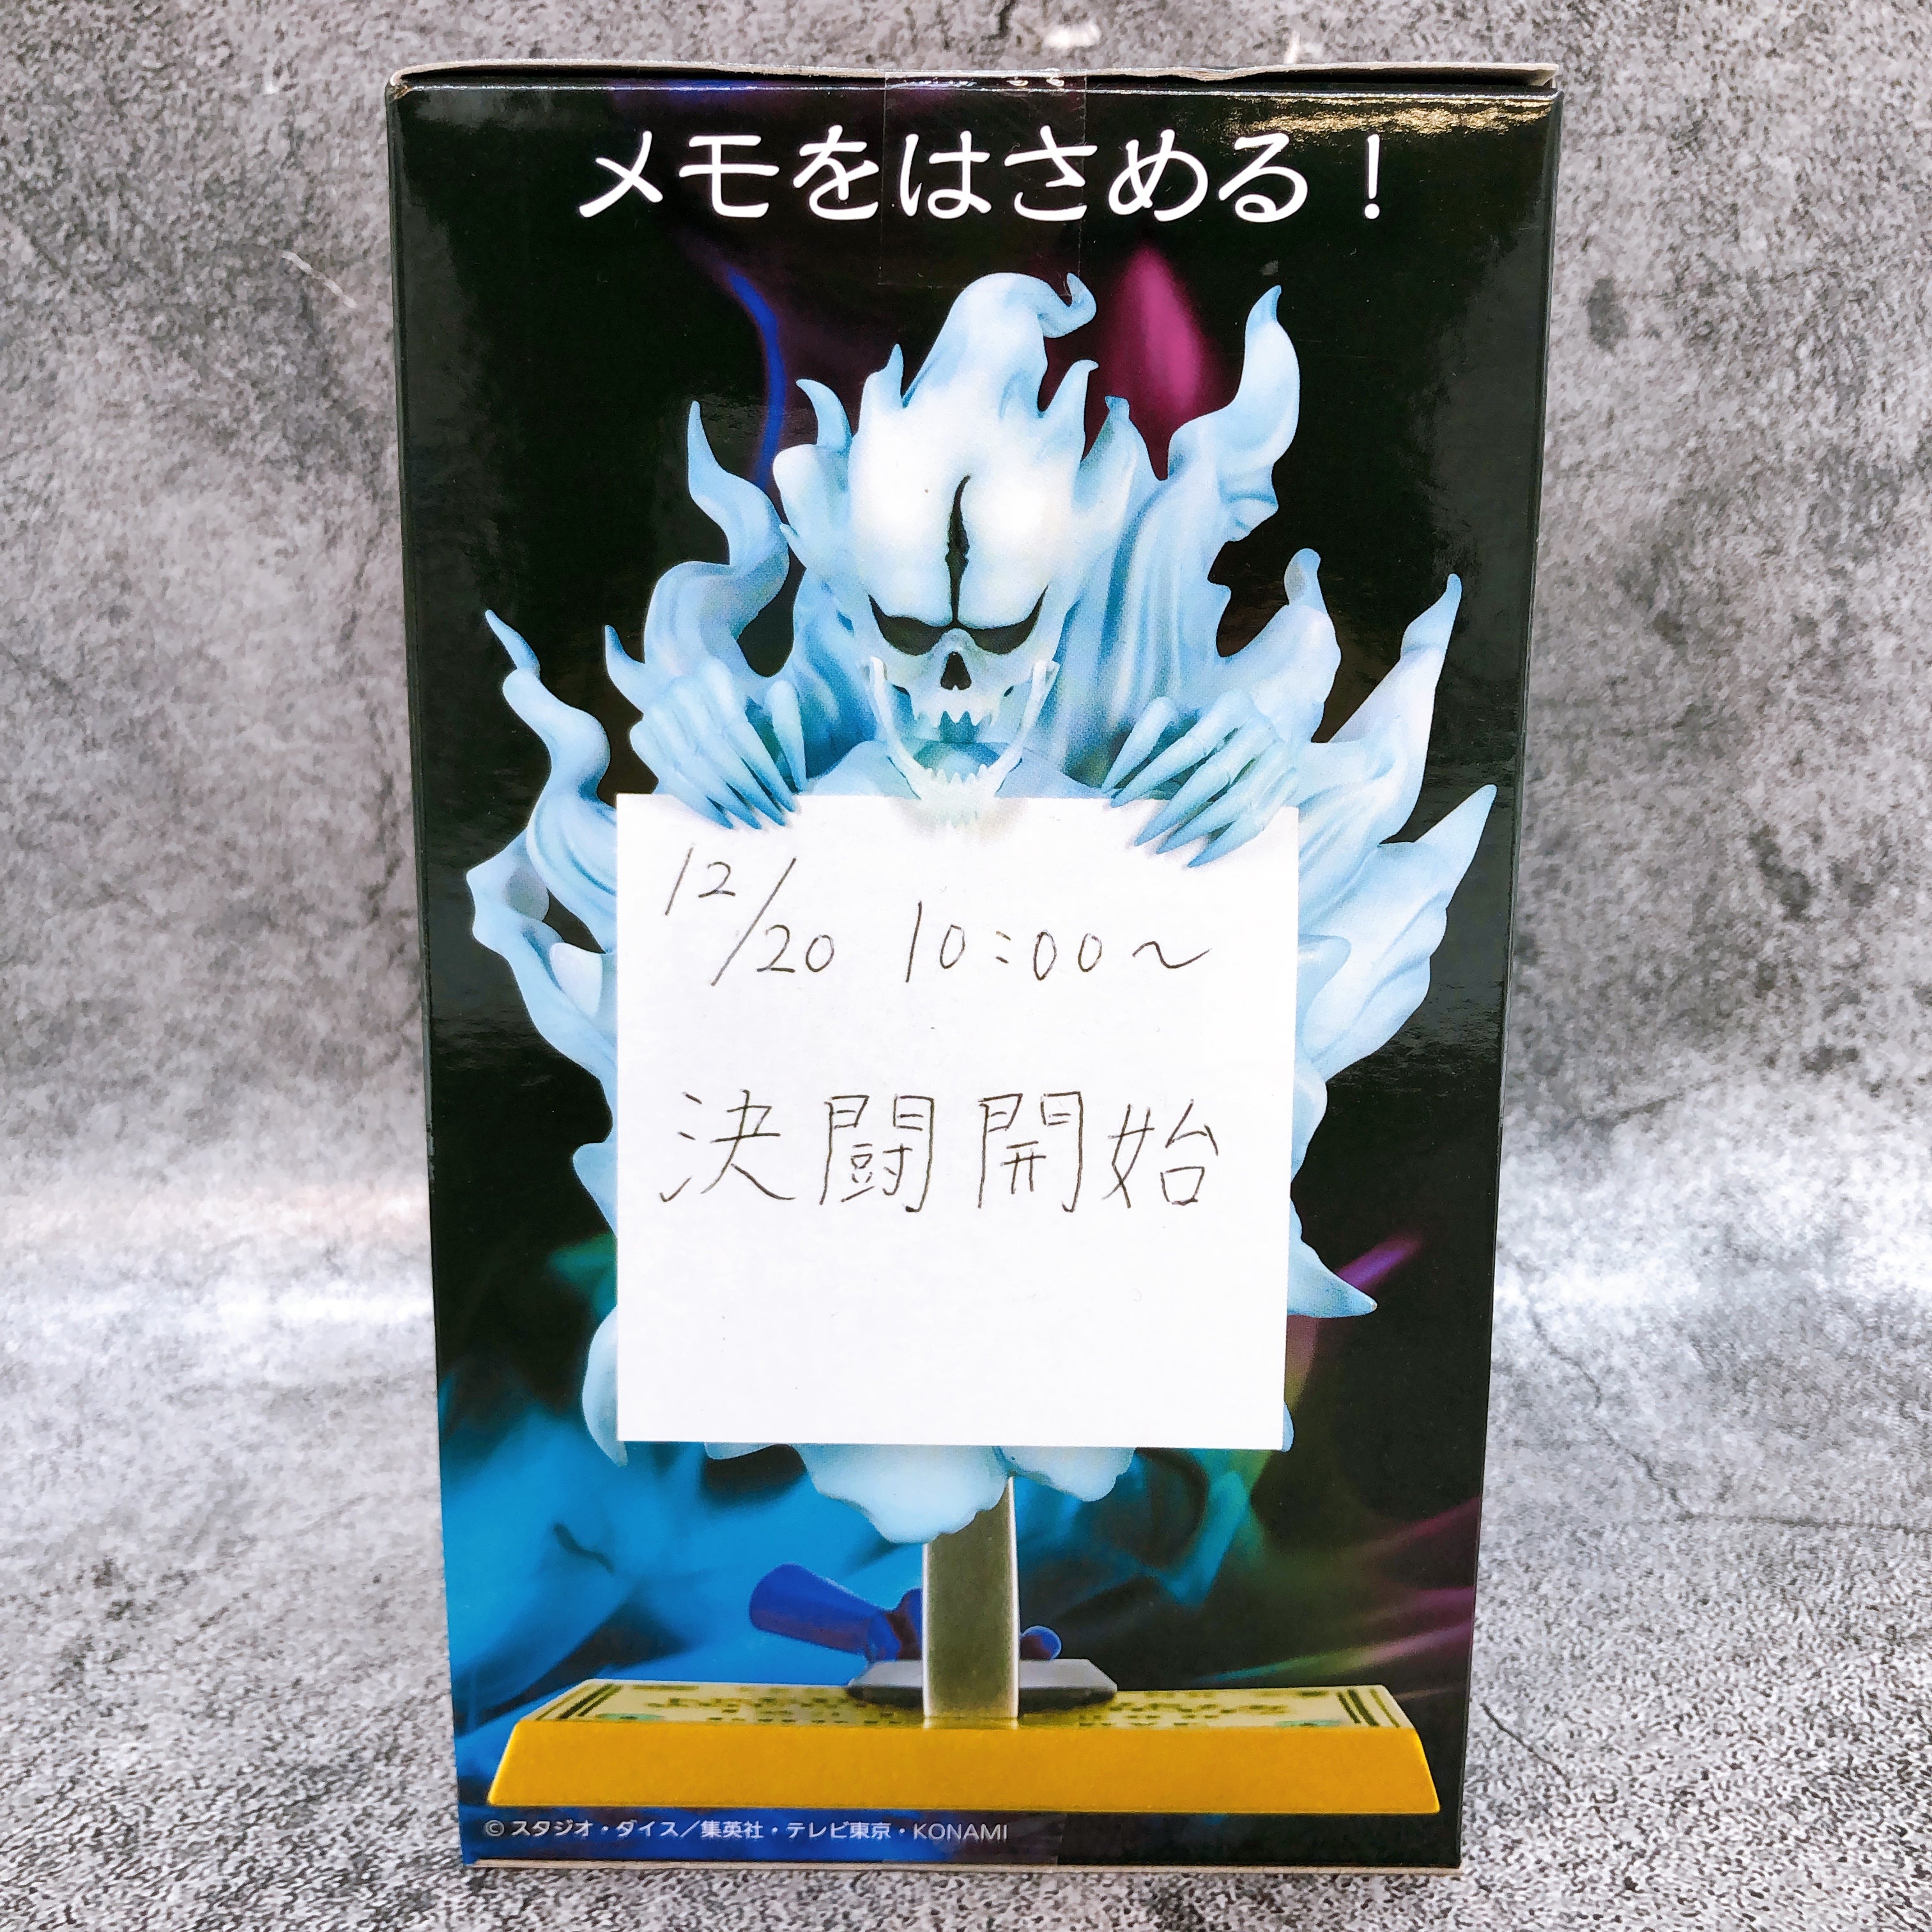 メモをはさめる！
12/20 10:00～
決闘開始
© スタジオ・ダイス／集英社・テレビ東京・KONAMI